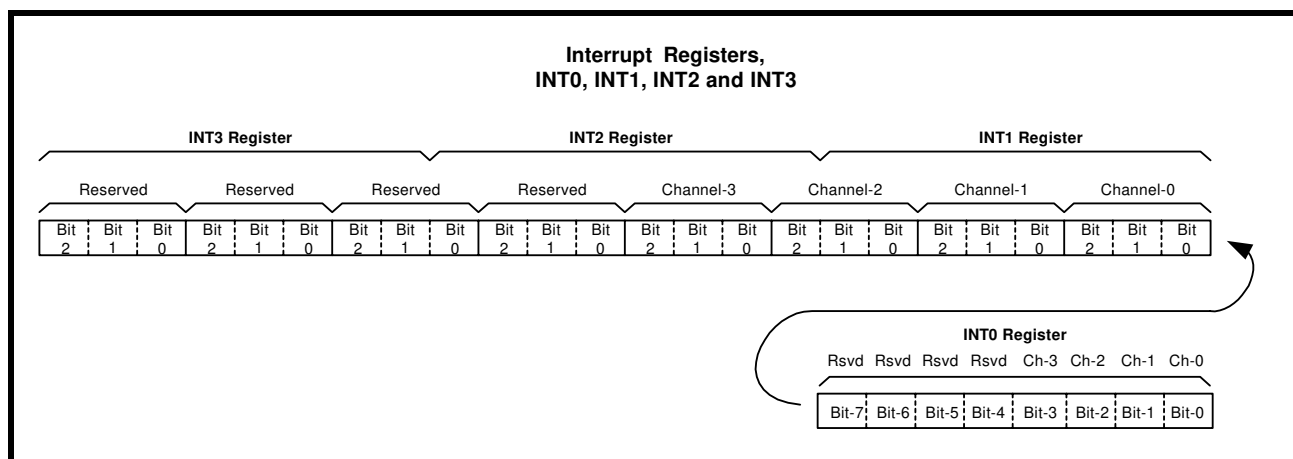 Interrupt Registers,
INT0, INT1, INT2 and INT3
INT3 Register INT2 Register INT1 Register
Reserved Reserved Reserved Reserved Channel-3 Channel-2 Channel-1 Channel-0
Bit Bit Bit Bit Bit Bit Bit Bit Bit Bit Bit Bit Bit Bit Bit Bit Bit Bit Bit Bit Bit Bit Bit Bit
2 1 0 2 1 0 2 1 0 2 1 0 2 1 0 2 1 0 2 1 0 2 1 0
INT0 Register
Rsvd Rsvd Rsvd Rsvd Ch-3 Ch-2 Ch-1 Ch-0
Bit-7 Bit-6 Bit-5 Bit-4 Bit-3 Bit-2 Bit-1 Bit-0